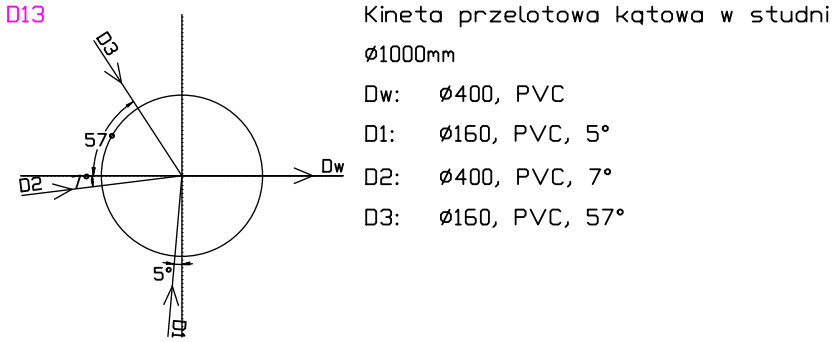 D13
Kineta przelotowa kątowa w studni
Ø1000mm
Dw: Ø400, PVC
D1: Ø160, PVC, 5°
D2: Ø400, PVC, 7°
D3: Ø160, PVC, 57°
D3
57°
Dw
D2
7°
5°
D1